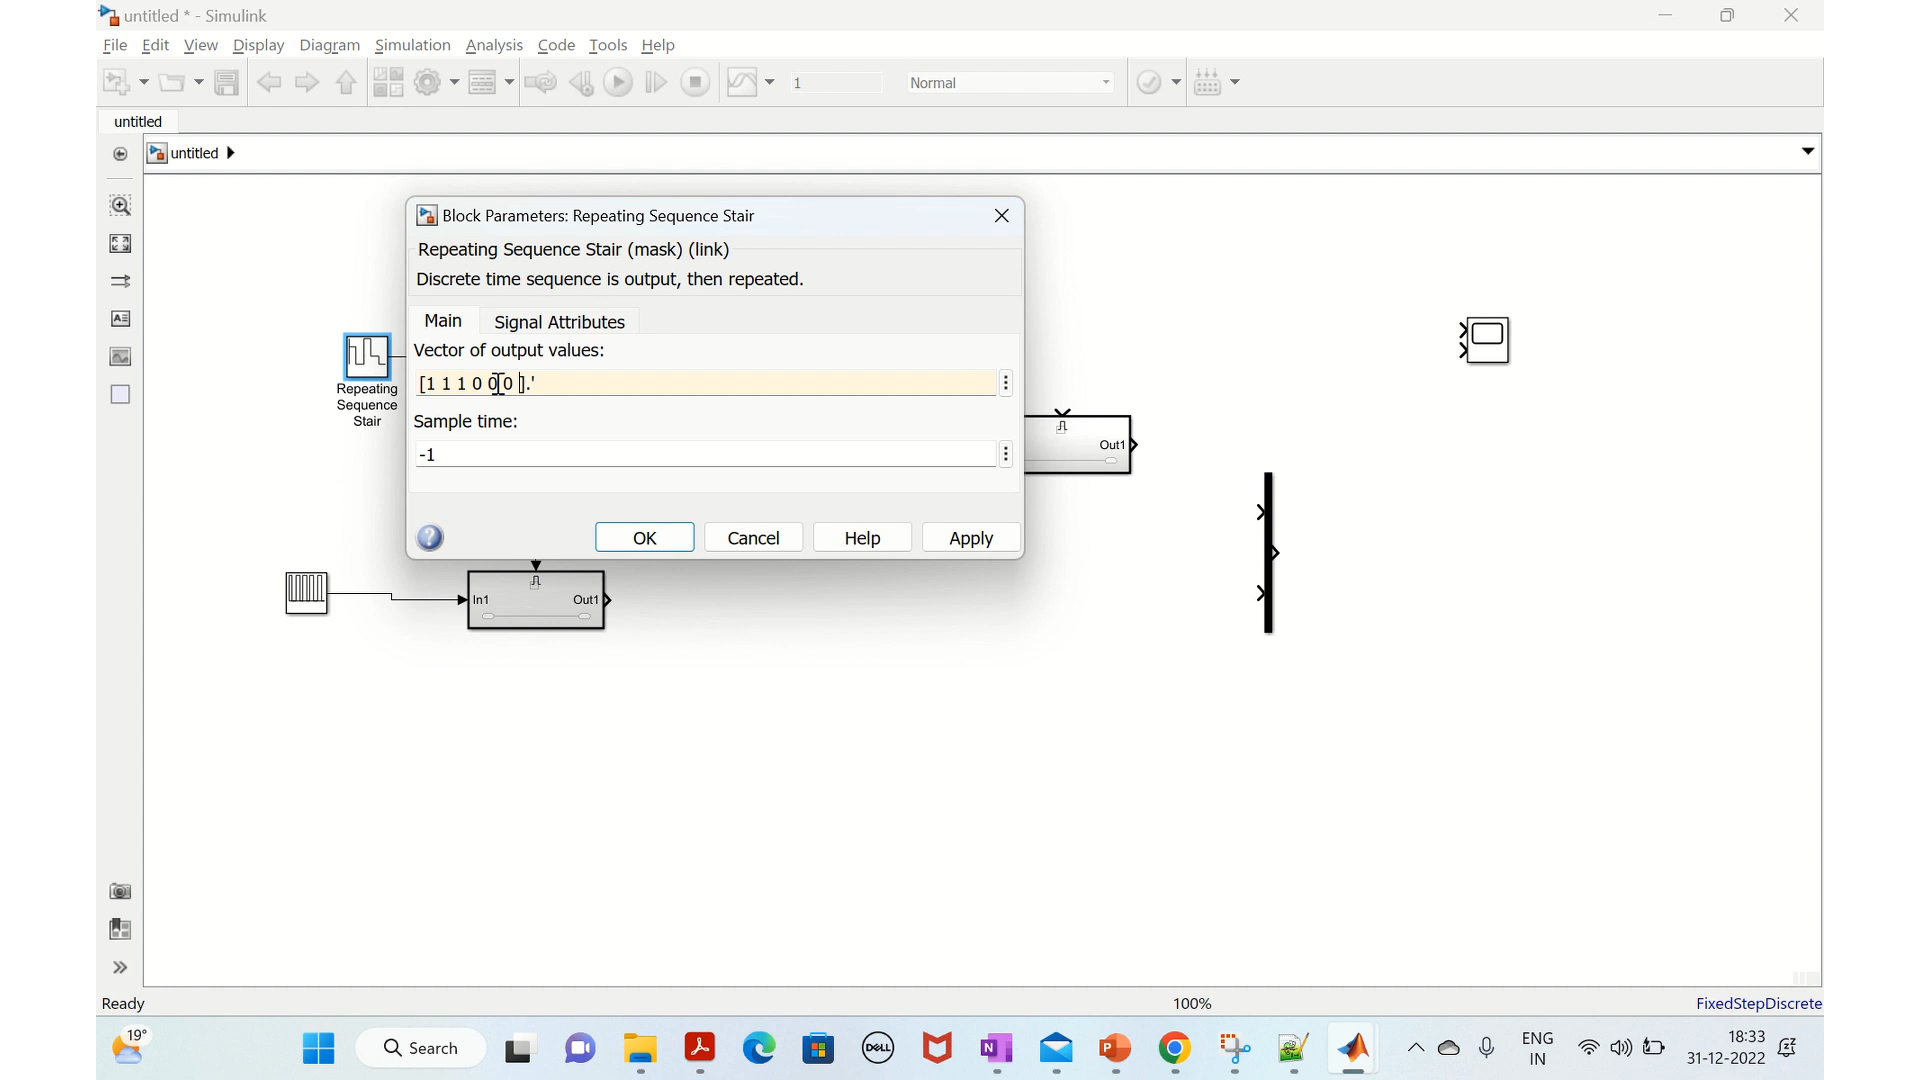 untitled * - Simulink
File Edit View Display Diagram Simulation Analysis Code Tools Help
1 Normal
untitled
untitled
Block Parameters: Repeating Sequence Stair
Repeating Sequence Stair (mask) (link)
Discrete time sequence is output, then repeated.
Main Signal Attributes
Vector of output values:
[1 1 1 0 0 0 ].'
Sample time:
-1
OK Cancel Help Apply
Repeating
Sequence
Stair
Out1
In1 Out1
Ready 100% FixedStepDiscrete
19°
Search
DELL
ENG
IN
18:33
31-12-2022